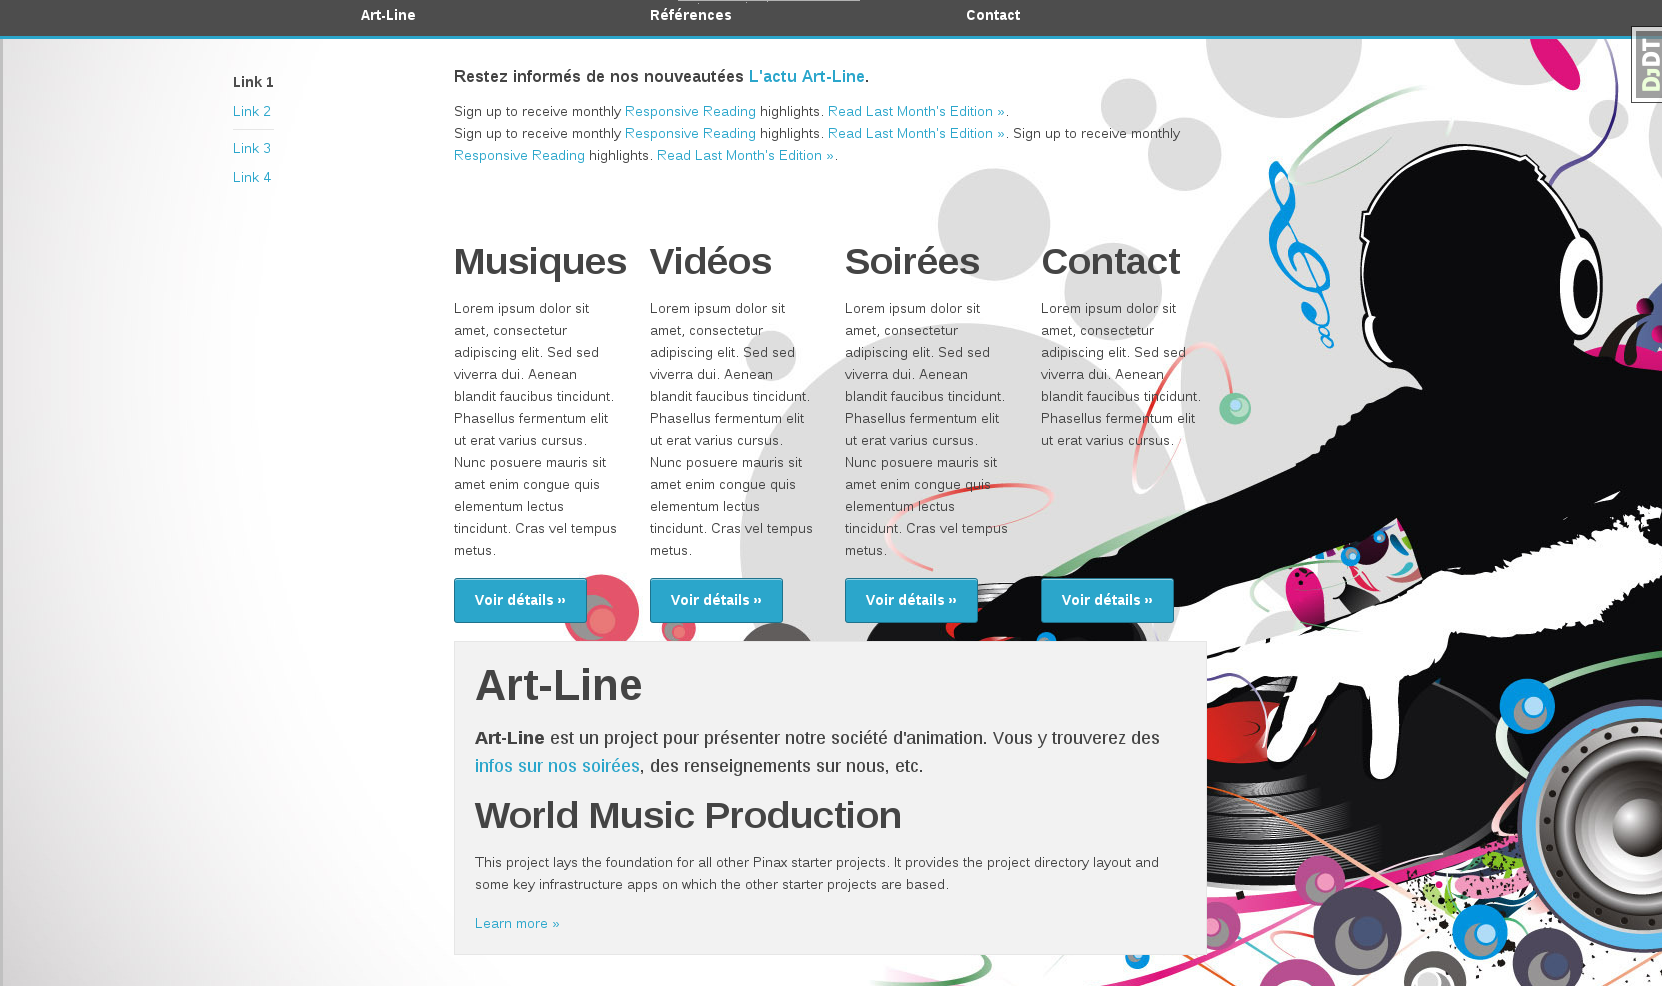 Art-Line Références Contact
DJDT
Link 1
Link 2
Link 3
Link 4
Restez informés de nos nouveautées L'actu Art-Line.
Sign up to receive monthly Responsive Reading highlights. Read Last Month's Edition ».
Sign up to receive monthly Responsive Reading highlights. Read Last Month's Edition ». Sign up to receive monthly
Responsive Reading highlights. Read Last Month's Edition ».
Musiques
Lorem ipsum dolor sit
amet, consectetur
adipiscing elit. Sed sed
viverra dui. Aenean
blandit faucibus tincidunt.
Phasellus fermentum elit
ut erat varius cursus.
Nunc posuere mauris sit
amet enim congue quis
elementum lectus
tincidunt. Cras vel tempus
metus.
Voir détails ››
Vidéos
Lorem ipsum dolor sit
amet, consectetur
adipiscing elit. Sed sed
viverra dui. Aenean
blandit faucibus tincidunt.
Phasellus fermentum elit
ut erat varius cursus.
Nunc posuere mauris sit
amet enim congue quis
elementum lectus
tincidunt. Cras vel tempus
metus.
Voir détails ››
Soirées
Lorem ipsum dolor sit
amet, consectetur
adipiscing elit. Sed sed
viverra dui. Aenean
blandit faucibus tincidunt.
Phasellus fermentum elit
ut erat varius cursus.
Nunc posuere mauris sit
amet enim congue quis
elementum lectus
tincidunt. Cras vel tempus
metus.
Voir détails ››
Contact
Lorem ipsum dolor sit
amet, consectetur
adipiscing elit. Sed sed
viverra dui. Aenean
blandit faucibus tincidunt.
Phasellus fermentum elit
ut erat varius cursus.
Voir détails ››
Art-Line
Art-Line est un project pour présenter notre société d'animation. Vous y trouverez des
infos sur nos soirées, des renseignements sur nous, etc.
World Music Production
This project lays the foundation for all other Pinax starter projects. It provides the project directory layout and
some key infrastructure apps on which the other starter projects are based.
Learn more »